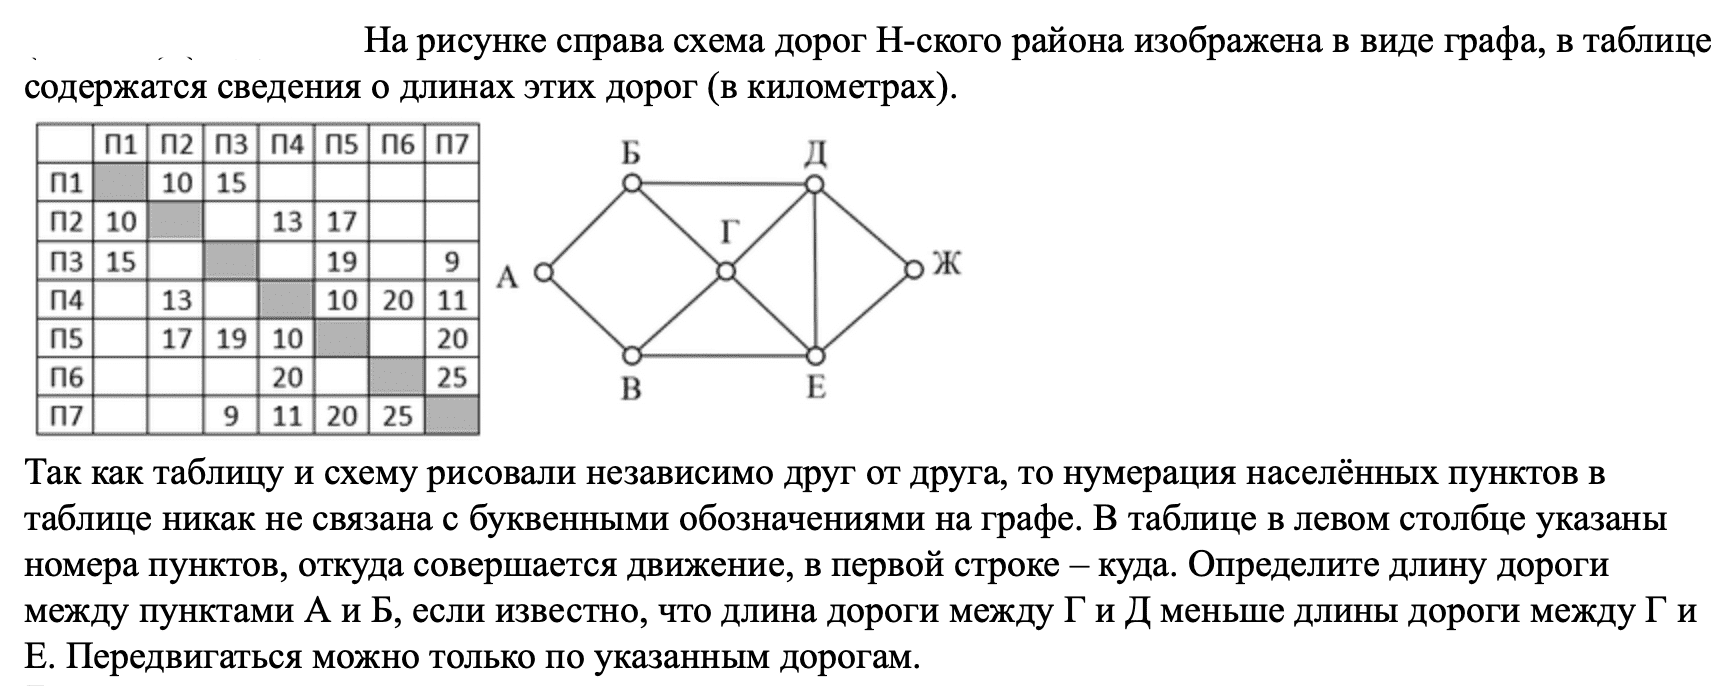 На рисунке справа схема дорог Н-ского района изображена в виде графа, в таблице
содержатся сведения о длинах этих дорог (в километрах).
П1 П2 П3 П4 П5 П6 П7
П1 10 15
П2 10 13 17
П3 15 19 9
П4 13 10 20 11
П5 17 19 10 20
П6 20 25
П7 9 11 20 25
Б Д
Г
А Ж
В Е
Так как таблицу и схему рисовали независимо друг от друга, то нумерация населённых пунктов в
таблице никак не связана с буквенными обозначениями на графе. В таблице в левом столбце указаны
номера пунктов, откуда совершается движение, в первой строке – куда. Определите длину дороги
между пунктами А и Б, если известно, что длина дороги между Г и Д меньше длины дороги между Г и
Е. Передвигаться можно только по указанным дорогам.